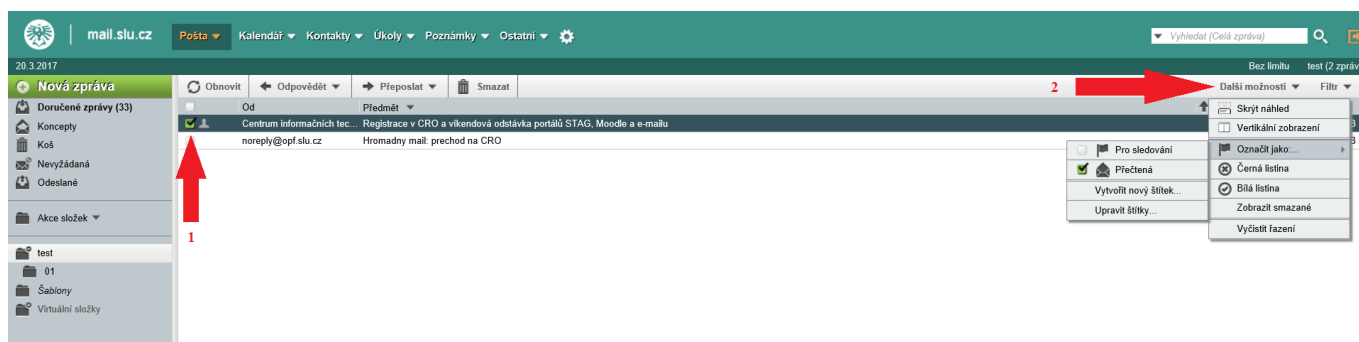 mail.slu.cz Pošta Kalendář Kontakty Úkoly Poznámky Ostatní Vyhledat (Celá zpráva)
20.3.2017 Bez limitu test (2 zpráv
Nová zpráva Obnovit Odpovědět Přeposlat Smazat 2 Další možnosti Filtr
Doručené zprávy (33)
Koncepty
Koš
Nevyžádaná
Odeslané
Akce složek
test
01
Šablony
Virtuální složky
Od Předmět
Centrum informačních tec... Registrace v CRO a víkendová odstávka portálů STAG, Moodle a e-mailu
noreply@opf.slu.cz Hromadny mail: prechod na CRO
1
Skrýt náhled
Vertikální zobrazení
Označit jako:...
Černá listina
Bílá listina
Zobrazit smazané
Vyčistit řazení
Pro sledování
Přečtená
Vytvořit nový štítek...
Upravit štítky...